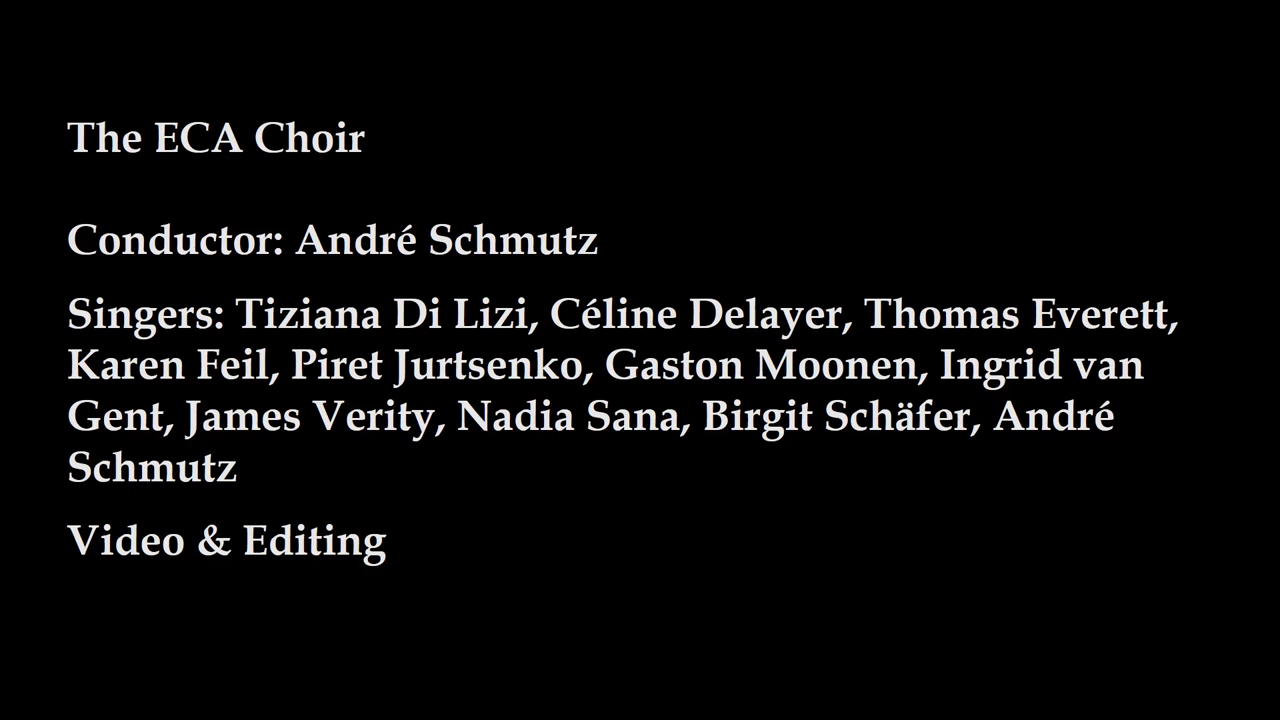 The ECA Choir
Conductor: André Schmutz
Singers: Tiziana Di Lizi, Céline Delayer, Thomas Everett,
Karen Feil, Piret Jurtsenko, Gaston Moonen, Ingrid van
Gent, James Verity, Nadia Sana, Birgit Schäfer, André
Schmutz
Video & Editing